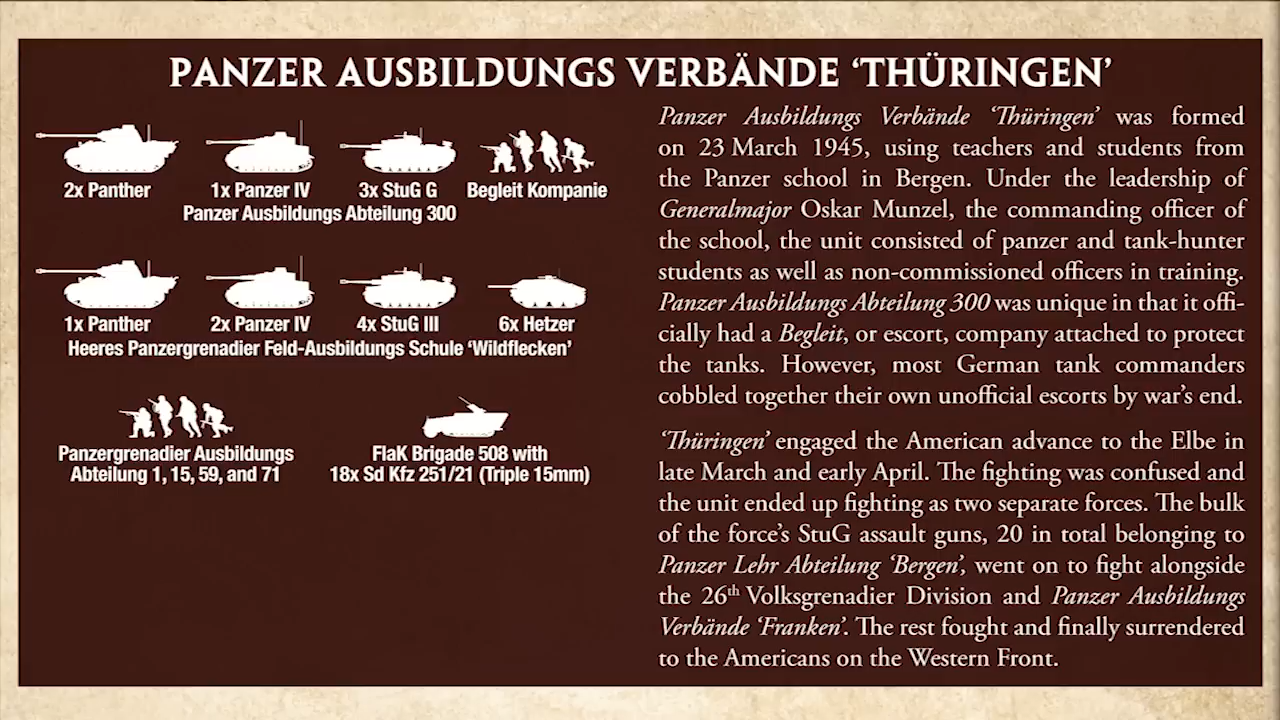 PANZER AUSBILDUNGS VERBÄNDE ‘THÜRINGEN’
2x Panther
1x Panzer IV
3x StuG G
Begleit Kompanie
Panzer Ausbildungs Abteilung 300
1x Panther
2x Panzer IV
4x StuG III
6x Hetzer
Heeres Panzergrenadier Feld-Ausbildungs Schule ‘Wildflecken’
Panzergrenadier Ausbildungs
Abteilung 1, 15, 59, and 71
FlaK Brigade 508 with
18x Sd Kfz 251/21 (Triple 15mm)
Panzer Ausbildungs Verbände ‘Thüringen’ was formed
on 23 March 1945, using teachers and students from
the Panzer school in Bergen. Under the leadership of
Generalmajor Oskar Munzel, the commanding officer of
the school, the unit consisted of panzer and tank-hunter
students as well as non-commissioned officers in training.
Panzer Ausbildungs Abteilung 300 was unique in that it offi-
cially had a Begleit, or escort, company attached to protect
the tanks. However, most German tank commanders
cobbled together their own unofficial escorts by war’s end.
‘Thüringen’ engaged the American advance to the Elbe in
late March and early April. The fighting was confused and
the unit ended up fighting as two separate forces. The bulk
of the force’s StuG assault guns, 20 in total belonging to
Panzer Lehr Abteilung ‘Bergen’, went on to fight alongside
the 26th Volksgrenadier Division and Panzer Ausbildungs
Verbände ‘Franken’. The rest fought and finally surrendered
to the Americans on the Western Front.